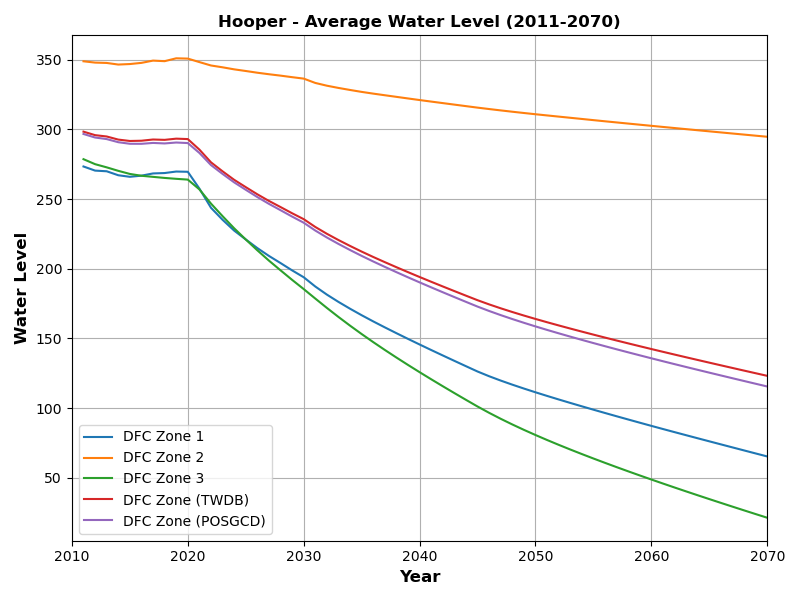 Hooper - Average Water Level (2011-2070)
Water Level
350
300
250
200
150
100
50
DFC Zone 1
DFC Zone 2
DFC Zone 3
DFC Zone (TWDB)
DFC Zone (POSGCD)
2010 2020 2030 2040 2050 2060 2070
Year